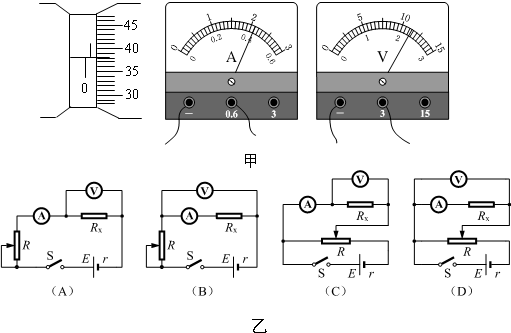 45
40
35
30
0
0 1 2 3
0 0.2 0.4 0.6
A
— 0.6 3
0 5 10 15
0 1 2 3
V
— 3 15
甲
V
A
Rx
R
S
E r
(A)
V
A
Rx
R
S
E r
(B)
V
A
Rx
R
S
E r
(C)
V
A
Rx
R
S
E r
(D)
乙